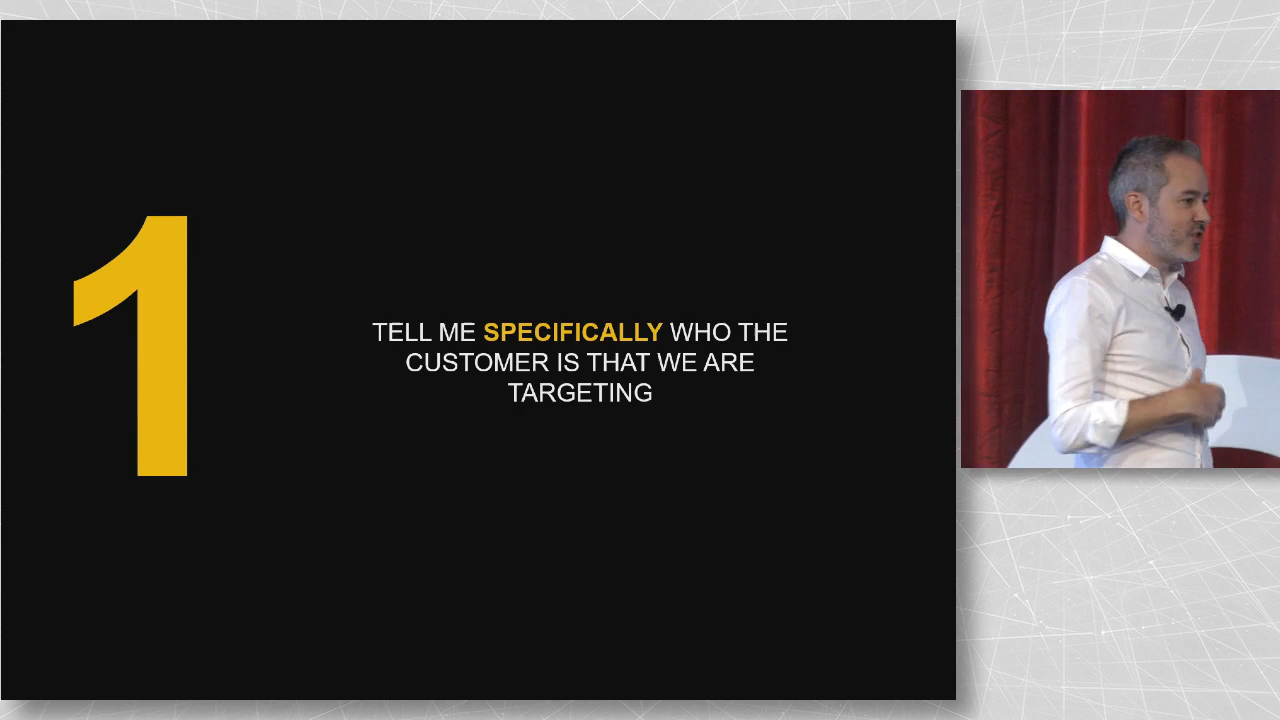 1
TELL ME SPECIFICALLY WHO THE
CUSTOMER IS THAT WE ARE
TARGETING